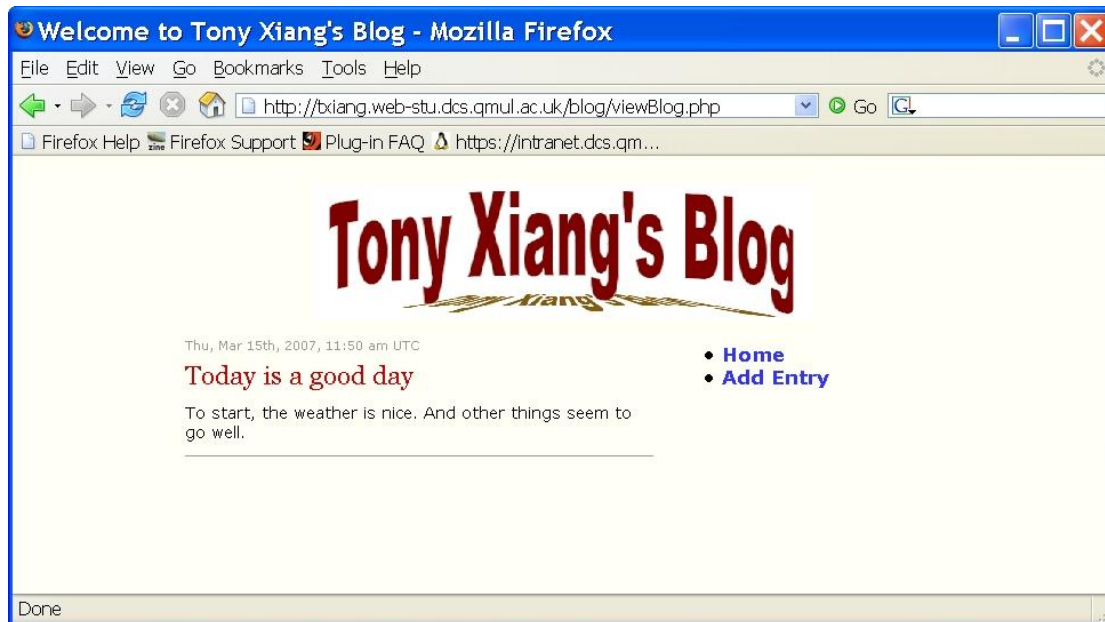 Welcome to Tony Xiang's Blog - Mozilla Firefox
File Edit View Go Bookmarks Tools Help
http://txiang.web-stu.dcs.qmul.ac.uk/blog/viewBlog.php Go G
Firefox Help Firefox Support Plug-in FAQ https://intranet.dcs.qm...
Tony Xiang's Blog
Thu, Mar 15th, 2007, 11:50 am UTC
Today is a good day
To start, the weather is nice. And other things seem to
go well.
• Home
• Add Entry
Done